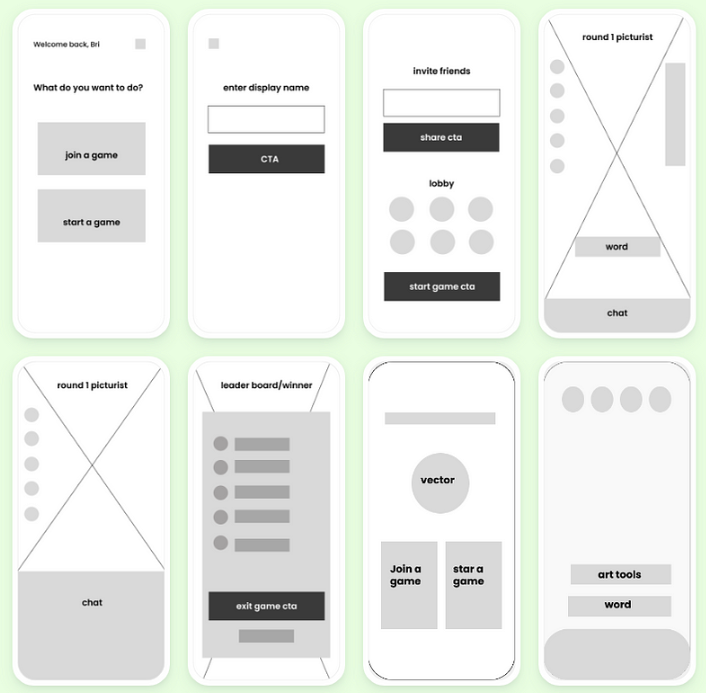 Welcome back, Bri
What do you want to do?
join a game
start a game
enter display name
CTA
invite friends
share cta
lobby
start game cta
round 1 picturist
word
chat
round 1 picturist
chat
leader board/winner
exit game cta
vector
Join a
game
star a
game
art tools
word